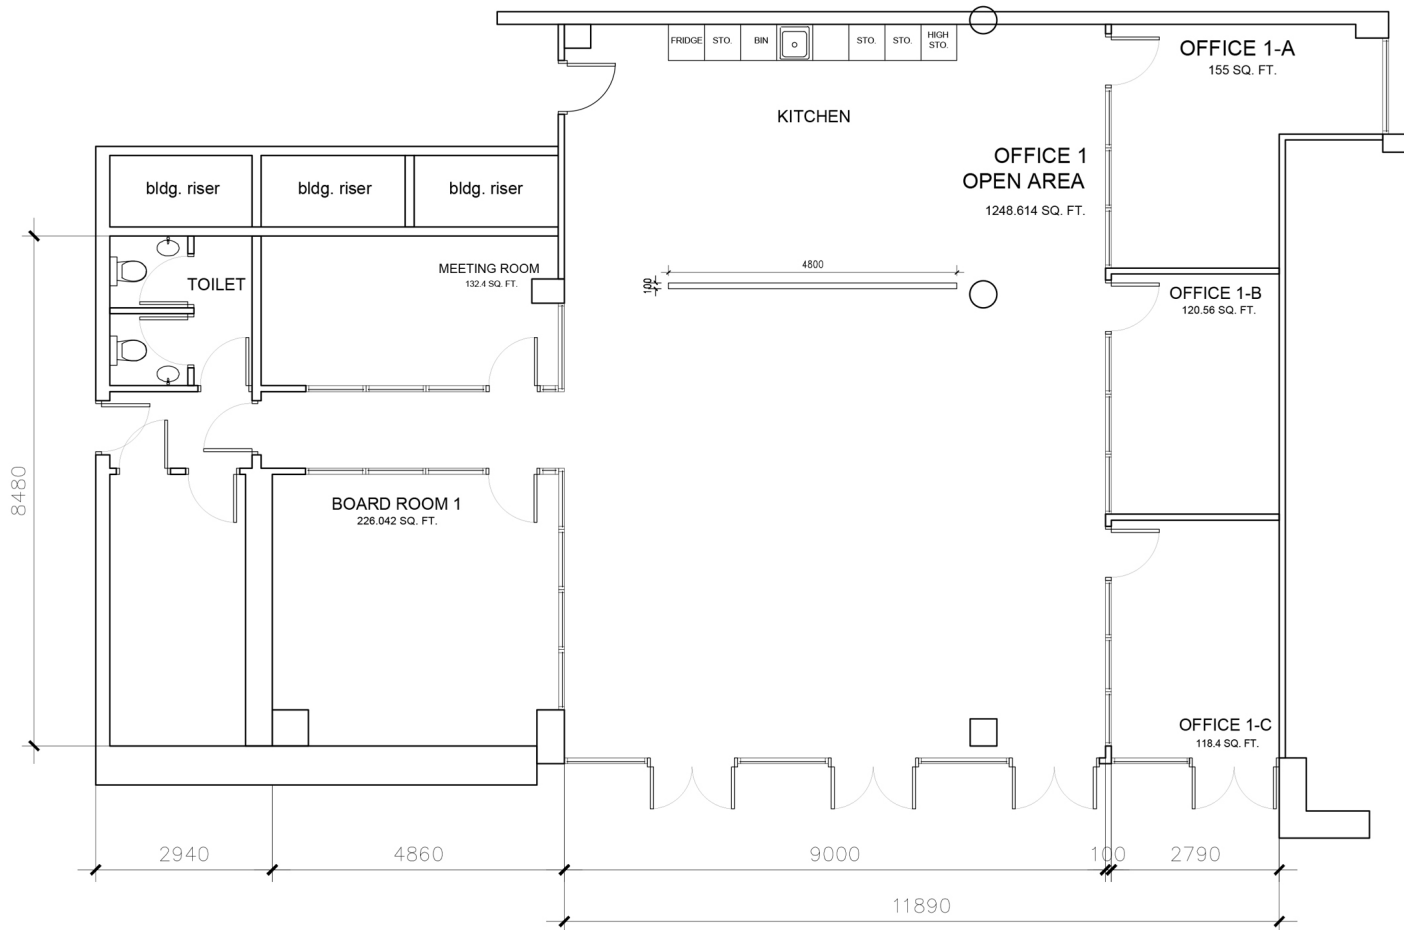 FRIDGE STO. BIN STO. STO. HIGH STO.
OFFICE 1-A
155 SQ. FT.
KITCHEN
OFFICE 1
OPEN AREA
1248.614 SQ. FT.
bldg. riser bldg. riser bldg. riser
MEETING ROOM
132.4 SQ. FT.
TOILET
4800
100
OFFICE 1-B
120.56 SQ. FT.
8480
BOARD ROOM 1
226.042 SQ. FT.
OFFICE 1-C
118.4 SQ. FT.
2940 4860 9000 100 2790
11890